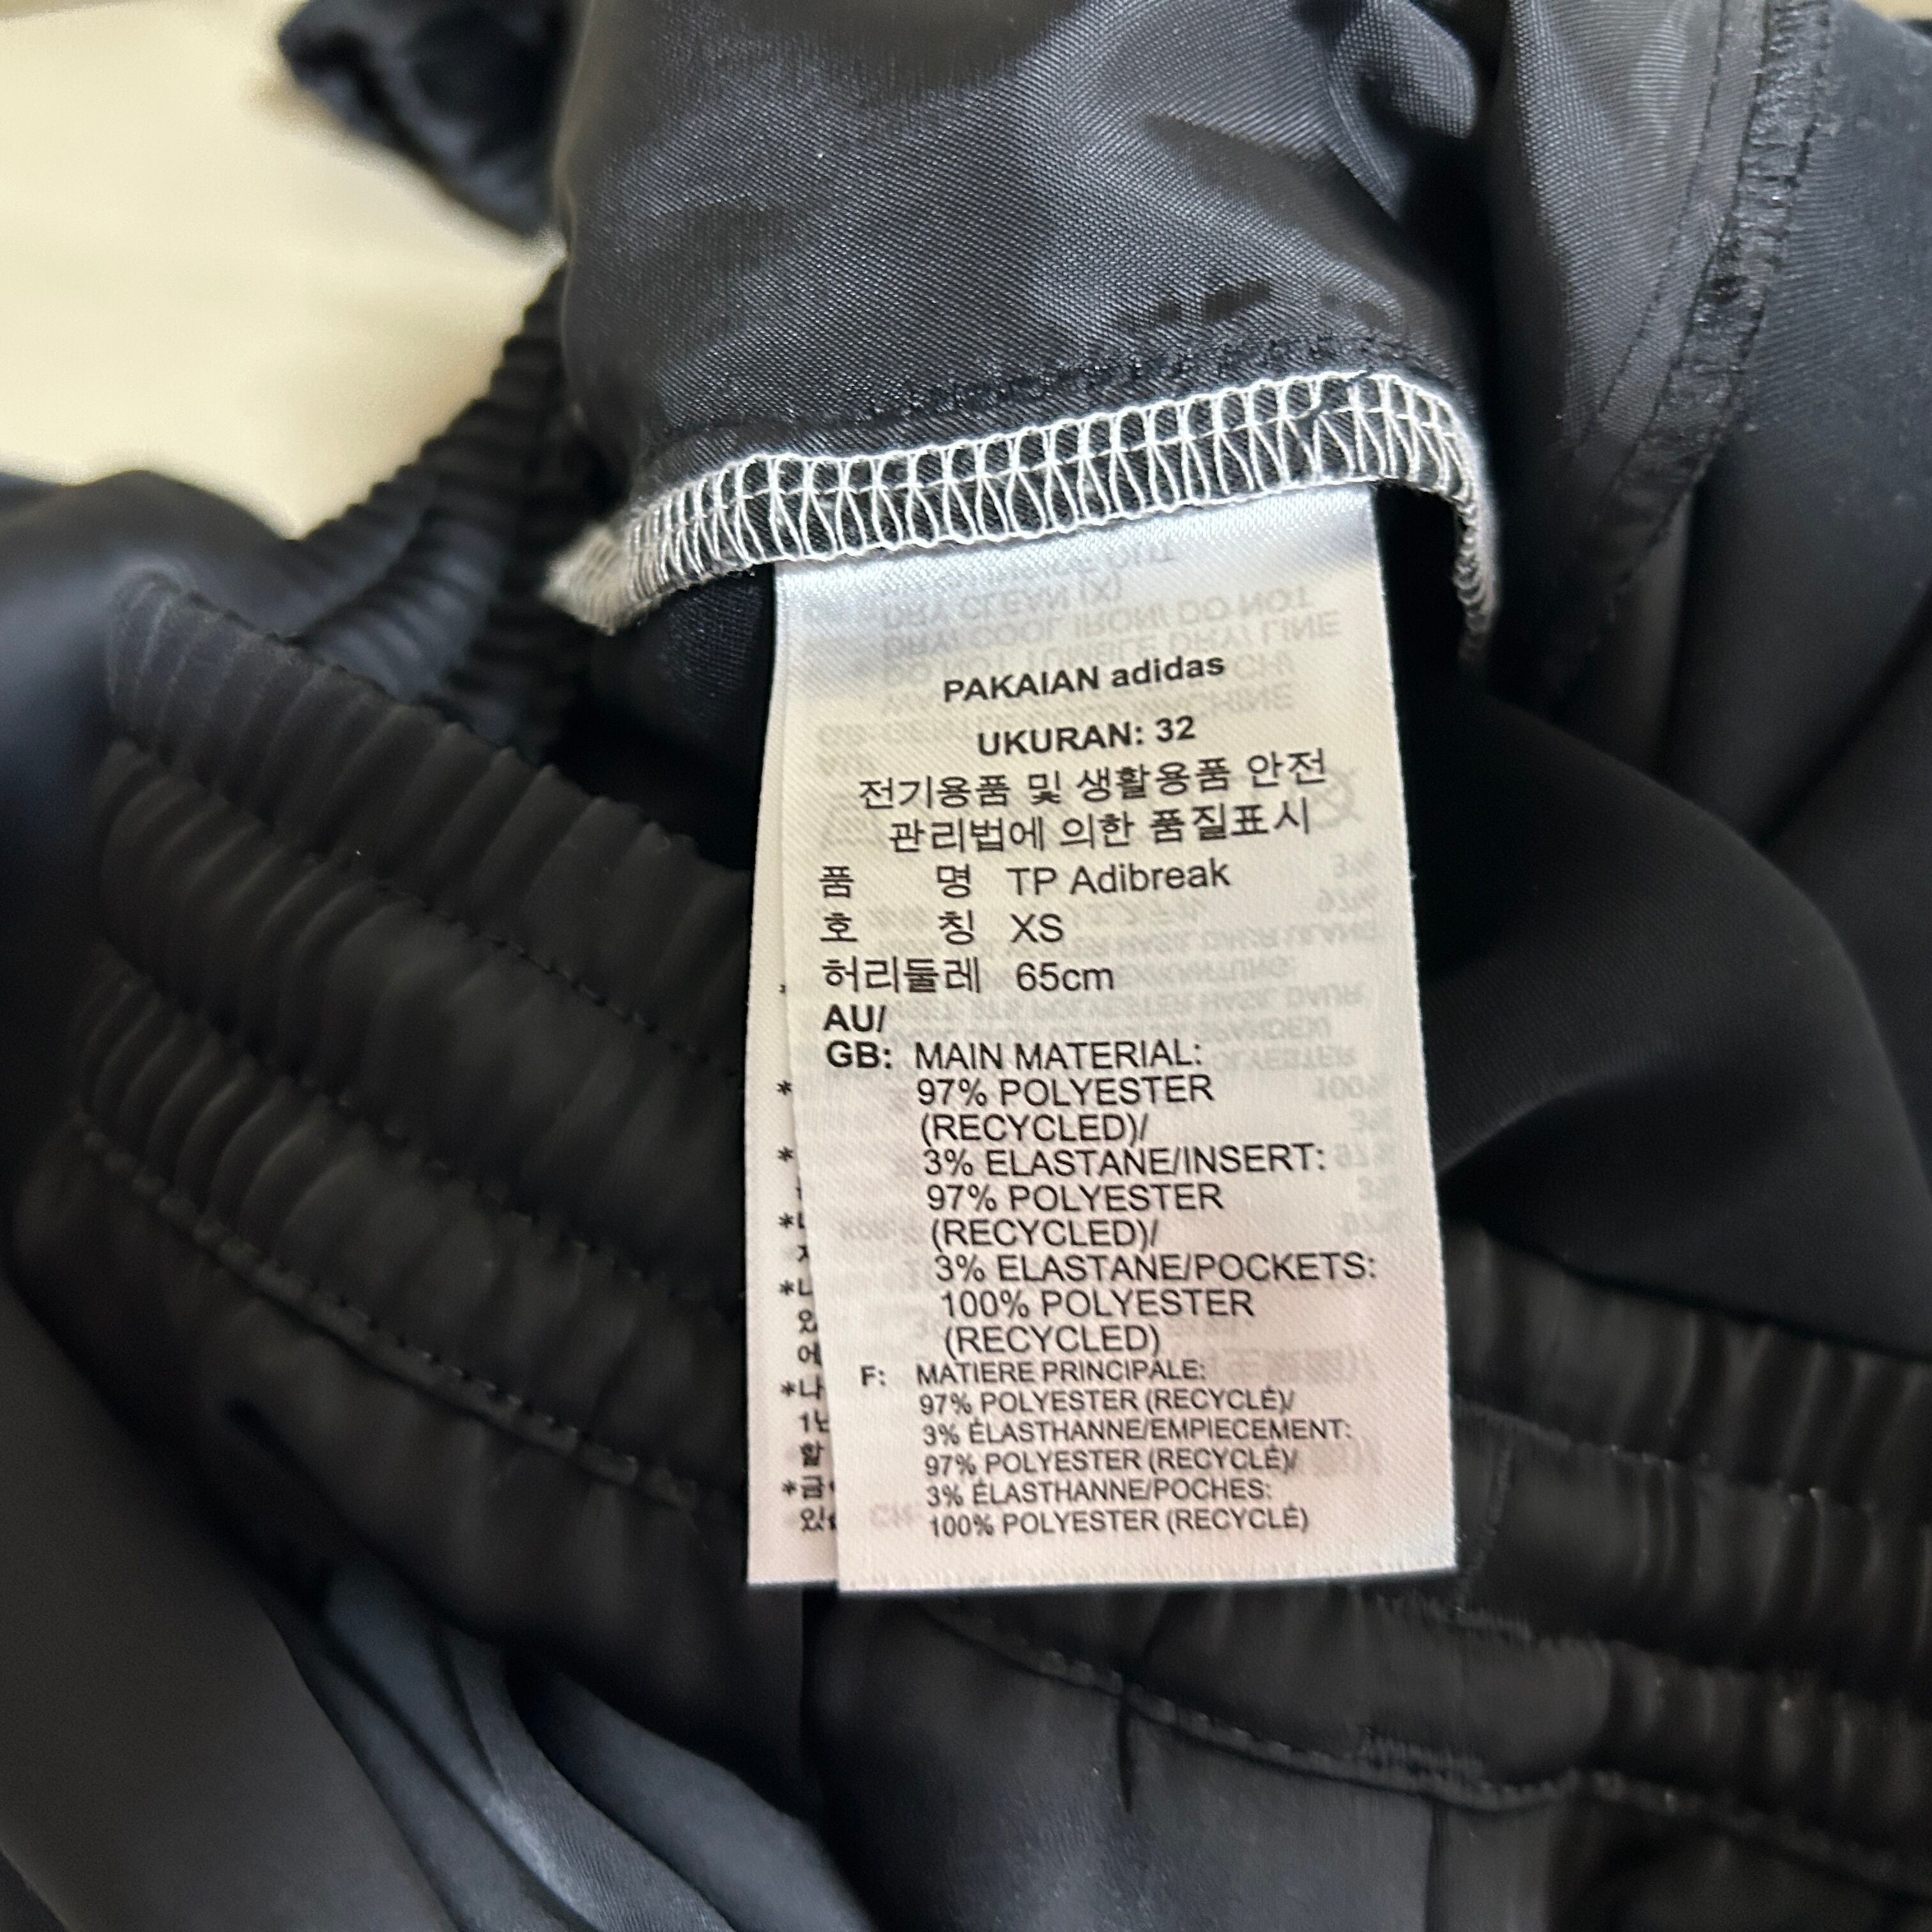 PAKAIAN adidas
UKURAN: 32
전기용품 및 생활용품 안전
관리법에 의한 품질표시
품 명 TP Adibreak
호 칭 XS
허리둘레 65cm
AU/
GB: MAIN MATERIAL:
97% POLYESTER
(RECYCLED)/
3% ELASTANE/INSERT:
97% POLYESTER
(RECYCLED)/
3% ELASTANE/POCKETS:
100% POLYESTER
(RECYCLED)
F: MATIERE PRINCIPALE:
97% POLYESTER (RECYCLÉ)/
3% ÉLASTHANNE/EMPIECEMENT:
97% POLYESTER (RECYCLÉ)/
3% ÉLASTHANNE/POCHES:
100% POLYESTER (RECYCLÉ)